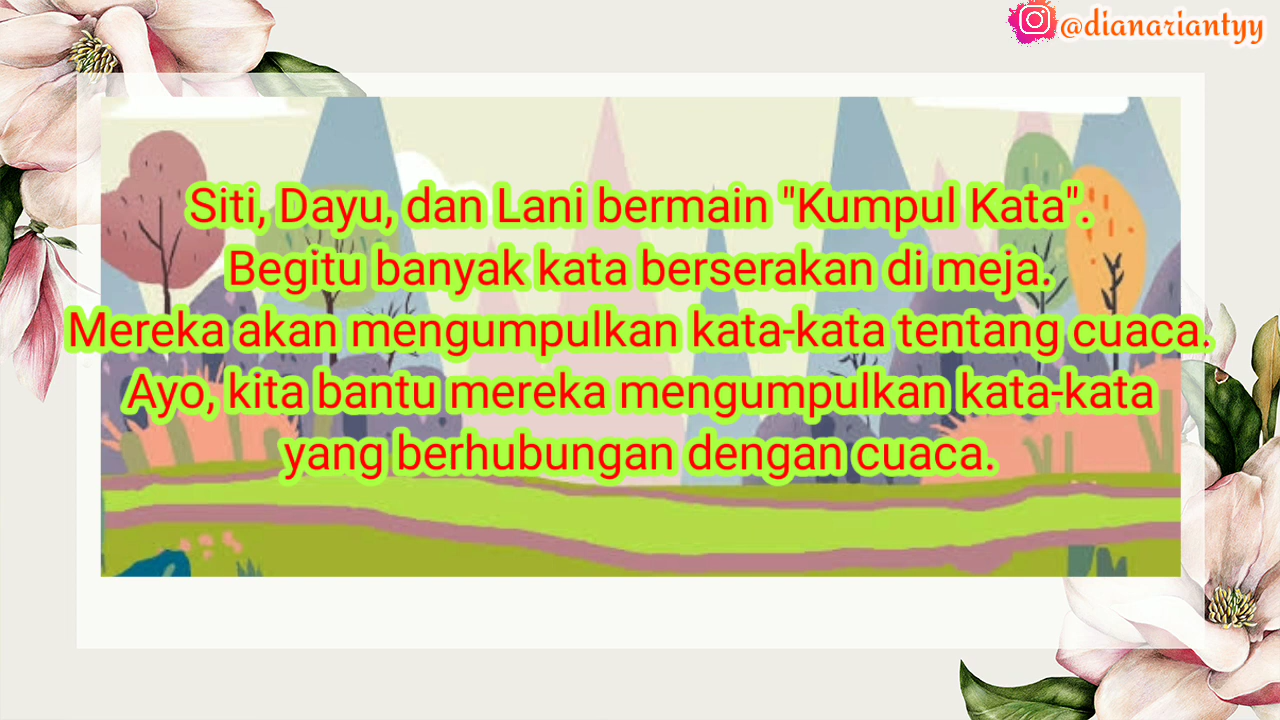 @dianariantyy
Siti, Dayu, dan Lani bermain "Kumpul Kata".
Begitu banyak kata berserakan di meja.
Mereka akan mengumpulkan kata-kata tentang cuaca.
Ayo, kita bantu mereka mengumpulkan kata-kata
yang berhubungan dengan cuaca.